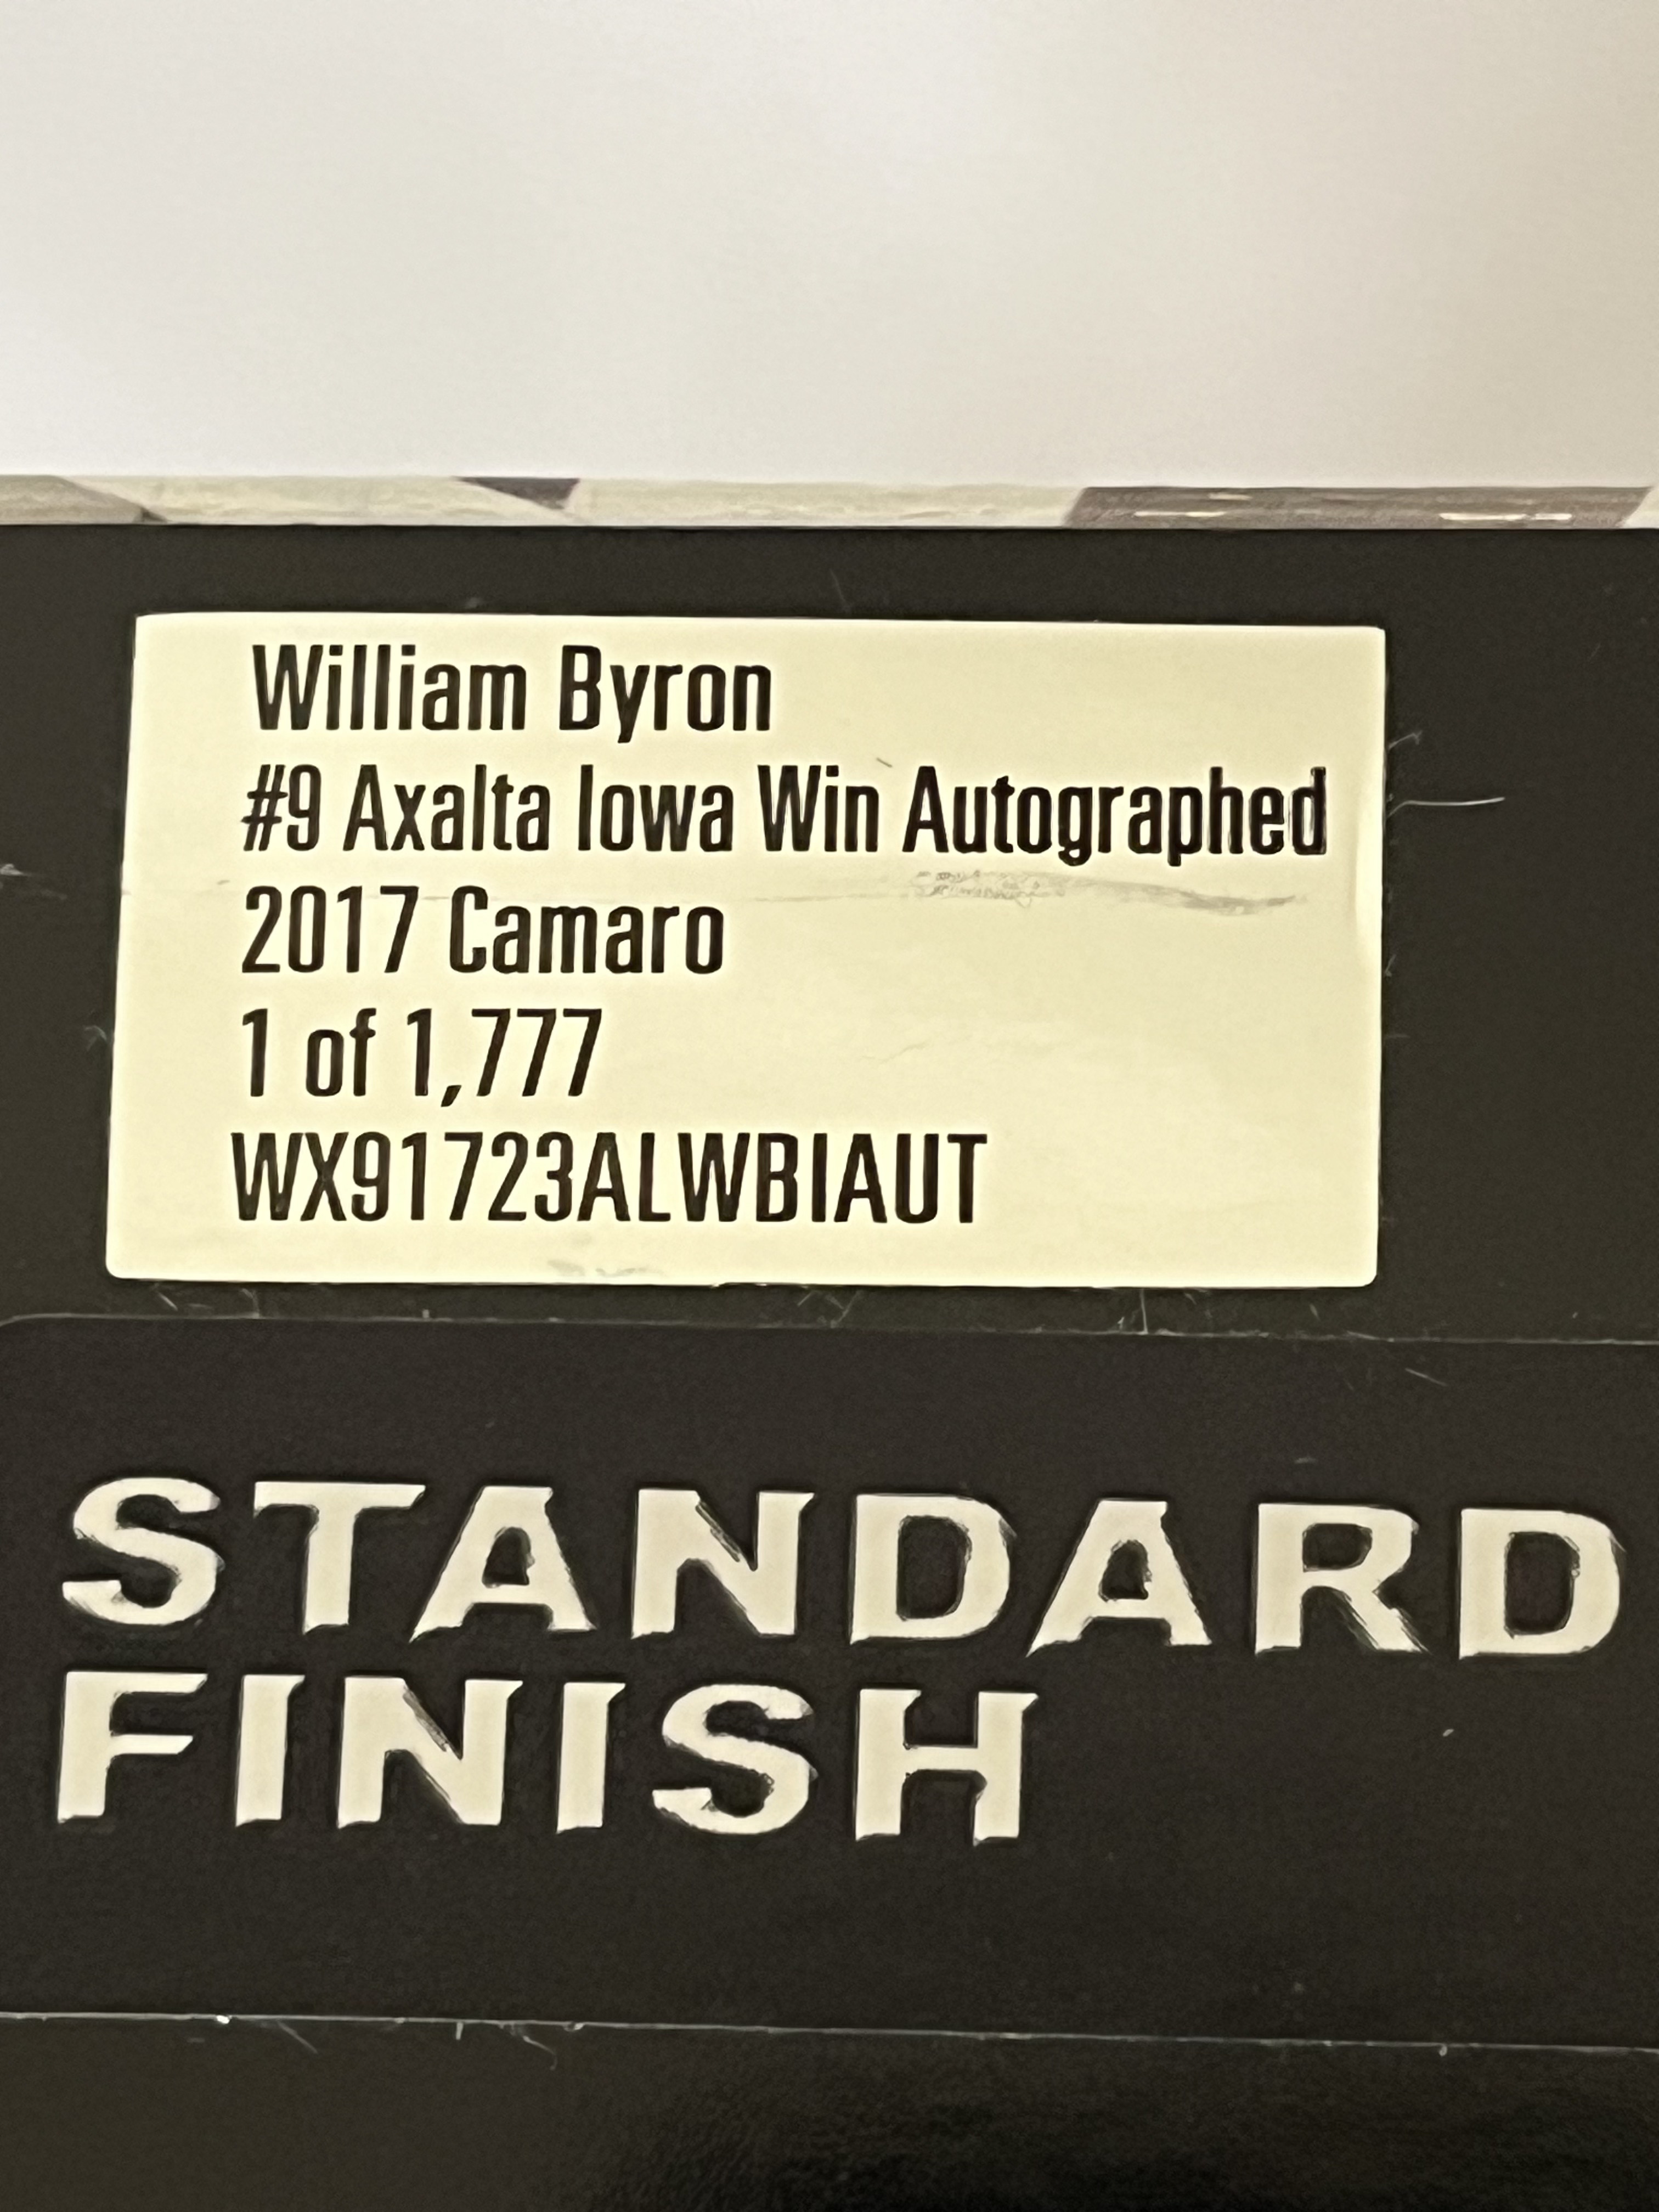 William Byron
#9 Axalta Iowa Win Autographed
2017 Camaro
1 of 1,777
WX91723ALWBIAUT
STANDARD
FINISH